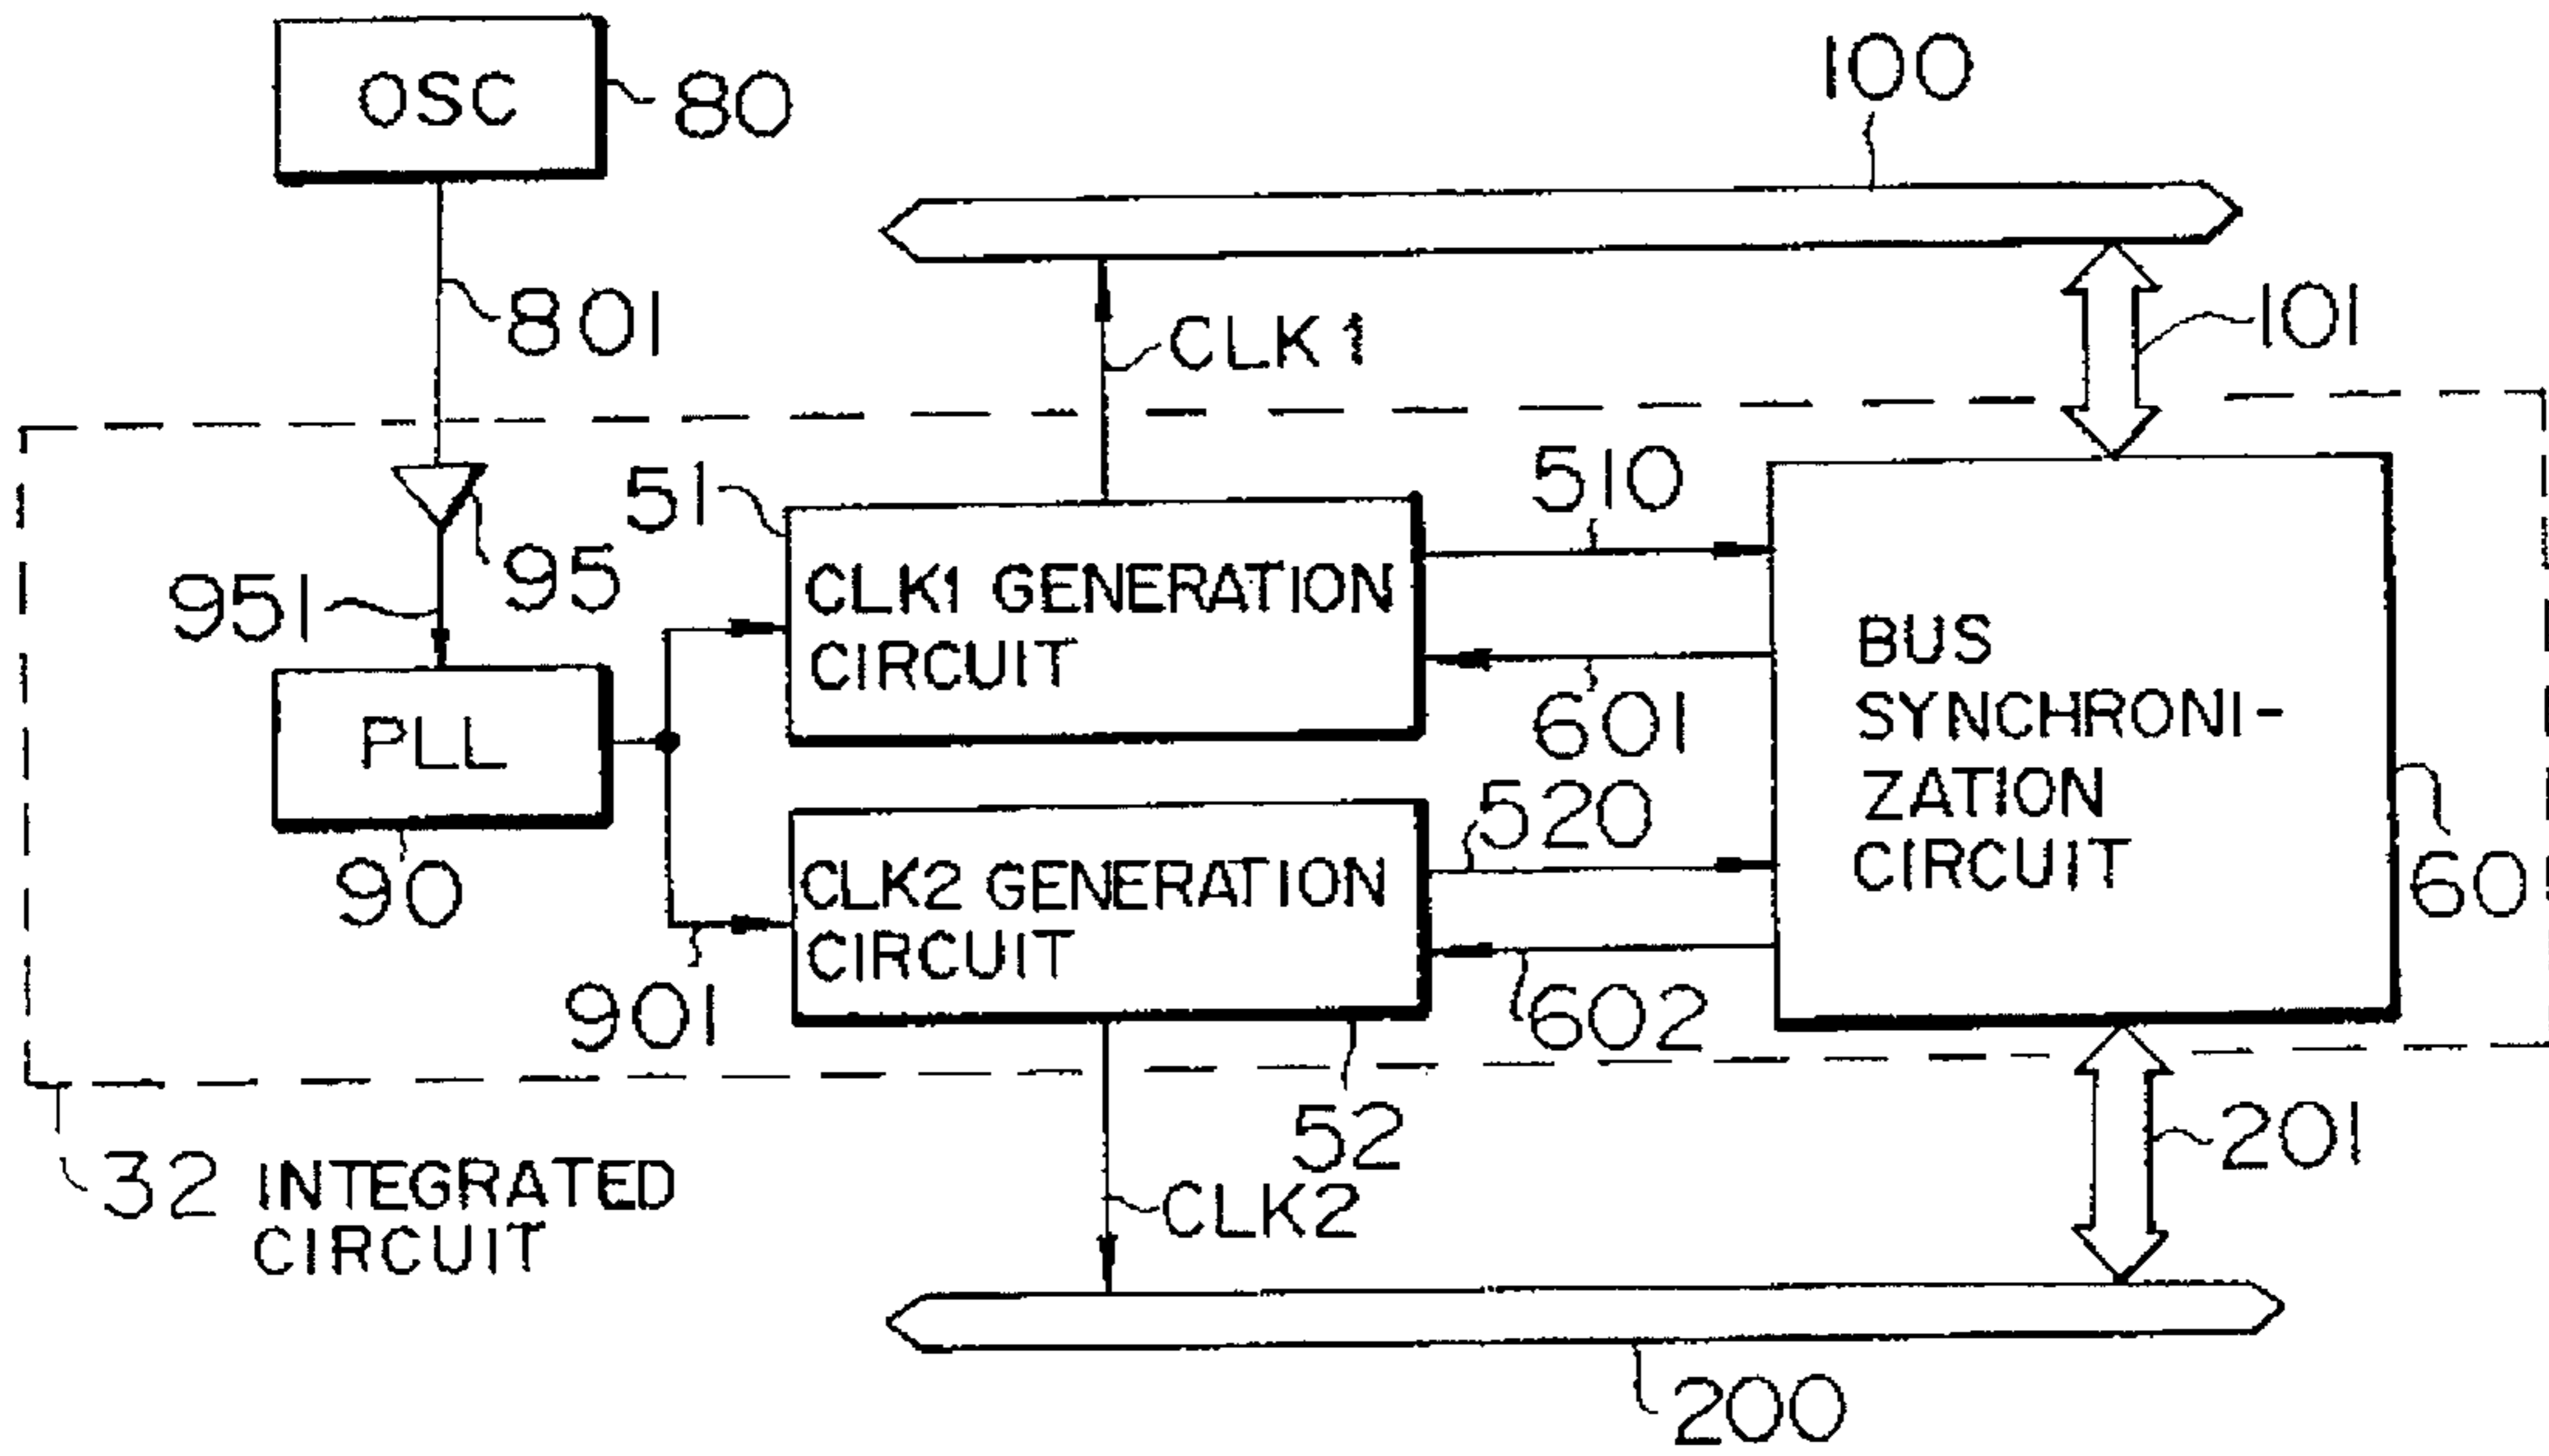 OSC
80
100
801
CLK1
101
51
510
95
951
CLK1 GENERATION
CIRCUIT
601
BUS
SYNCHRONI-
ZATION
CIRCUIT
60
PLL
90
520
CLK2 GENERATION
CIRCUIT
901
602
52
32 INTEGRATED
CIRCUIT
CLK2
201
200